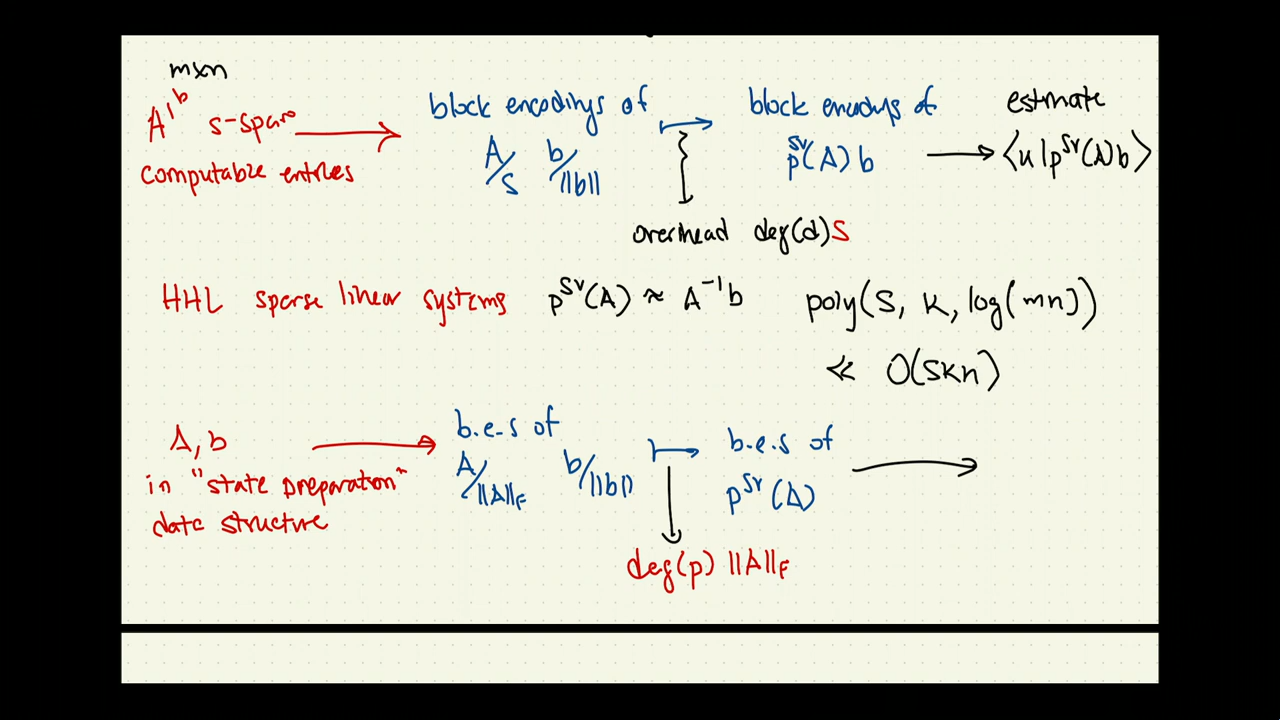 m×n
A, b s-sparse
computable entries
block encodings of
A/S b/||b||
block encodings of
p^SV(A) b
estimate
⟨u|p^SV(A)b⟩
overhead deg(d)S
HHL sparse linear systems p^SV(A) ≈ A^-1 b poly(S, K, log(mn))
≪ O(SKn)
A, b
in "state preparation"
data structure
b.e.s of
A/||A||_F b/||b||
b.e.s of
p^SV(A)
deg(p) ||A||_F